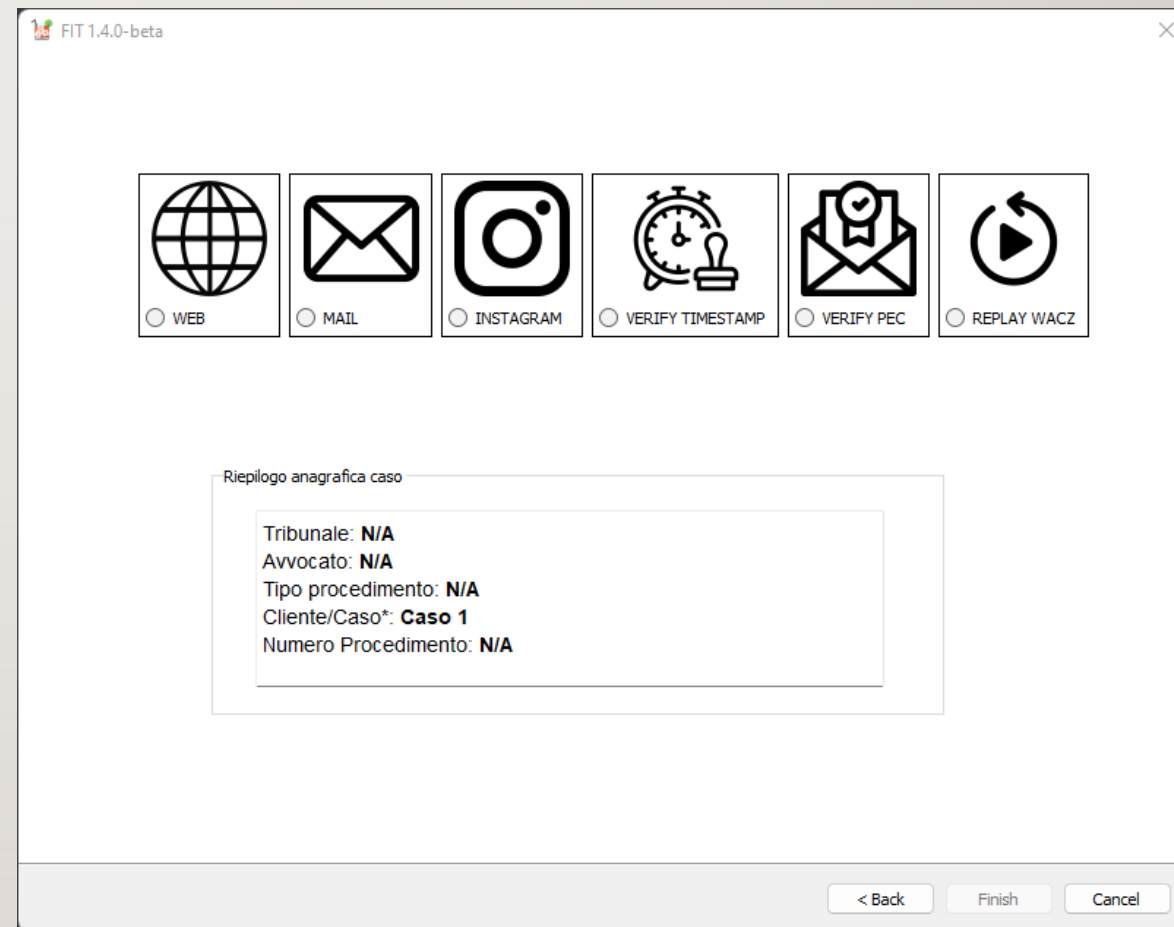 FIT 1.4.0-beta
WEB
MAIL
INSTAGRAM
VERIFY TIMESTAMP
VERIFY PEC
REPLAY WACZ
Riepilogo anagrafica caso
Tribunale: N/A
Avvocato: N/A
Tipo procedimento: N/A
Cliente/Caso*: Caso 1
Numero Procedimento: N/A
< Back
Finish
Cancel